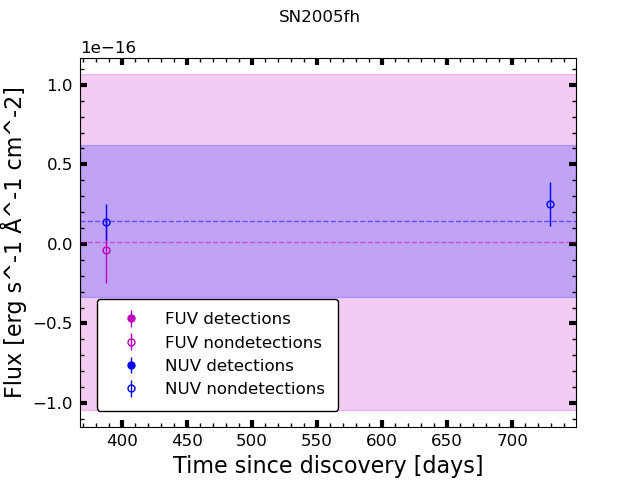 SN2005fh
1e−16
1.0
0.5
0.0
−0.5
−1.0
Flux [erg s^-1 Å^-1 cm^-2]
FUV detections
FUV nondetections
NUV detections
NUV nondetections
400 450 500 550 600 650 700
Time since discovery [days]